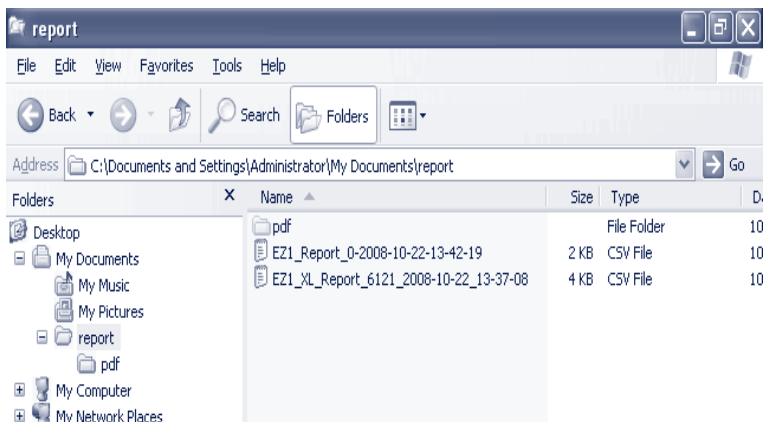 report
File Edit View Favorites Tools Help
Back Search Folders
Address C:\Documents and Settings\Administrator\My Documents\report Go
Folders X Name Size Type
Desktop
My Documents
My Music
My Pictures
report
pdf
My Computer
My Network Places
pdf File Folder 10
EZ1_Report_0-2008-10-22-13-42-19 2 KB CSV File 10
EZ1_XL_Report_6121_2008-10-22_13-37-08 4 KB CSV File 10